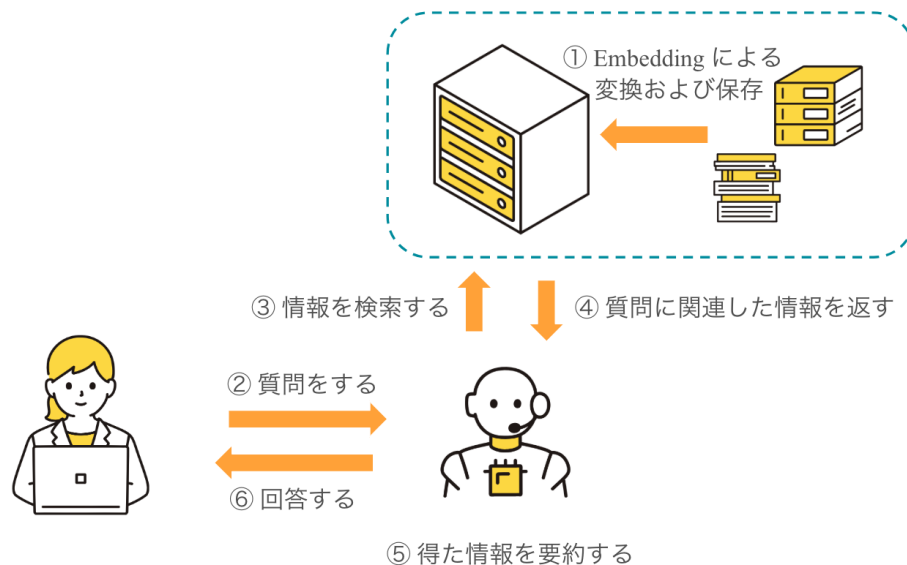 ① Embedding による
変換および保存
③ 情報を検索する
④ 質問に関連した情報を返す
② 質問をする
⑥ 回答する
⑤ 得た情報を要約する